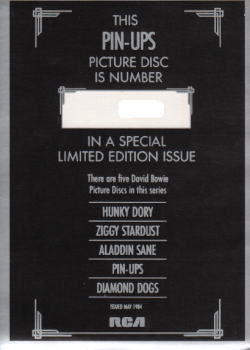 THIS
PIN-UPS
PICTURE DISC
IS NUMBER
IN A SPECIAL
LIMITED EDITION ISSUE
There are five David Bowie
Picture Discs in this series
HUNKY DORY
ZIGGY STARDUST
ALADDIN SANE
PIN-UPS
DIAMOND DOGS
ISSUED MAY 1984
RCA